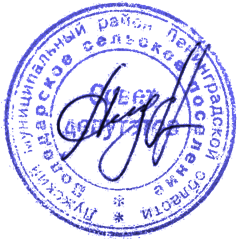 Лужский муниципальный район Ленинградской области
Володарское сельское поселение
Совет
депутатов